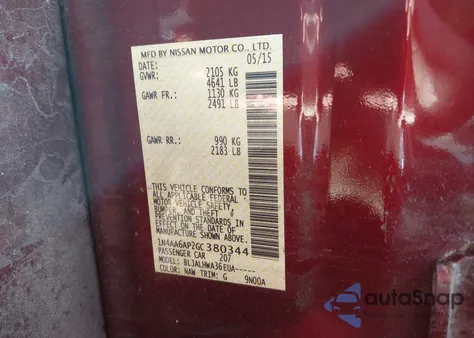 MFD BY NISSAN MOTOR CO., LTD.
DATE: 05/15
GVWR: 2105 KG
4641 LB
GAWR FR.: 1130 KG
2491 LB
GAWR RR.: 990 KG
2183 LB
THIS VEHICLE CONFORMS TO
ALL APPLICABLE FEDERAL
MOTOR VEHICLE SAFETY,
BUMPER, AND THEFT
PREVENTION STANDARDS IN
EFFECT ON THE DATE OF
MANUFACTURE SHOWN ABOVE.
1N4AA6AP2GC380344
PASSENGER CAR 207
MODEL: BLJALHWA36EUA-----
COLOR: NAW TRIM: G 9N00A
autaSnap